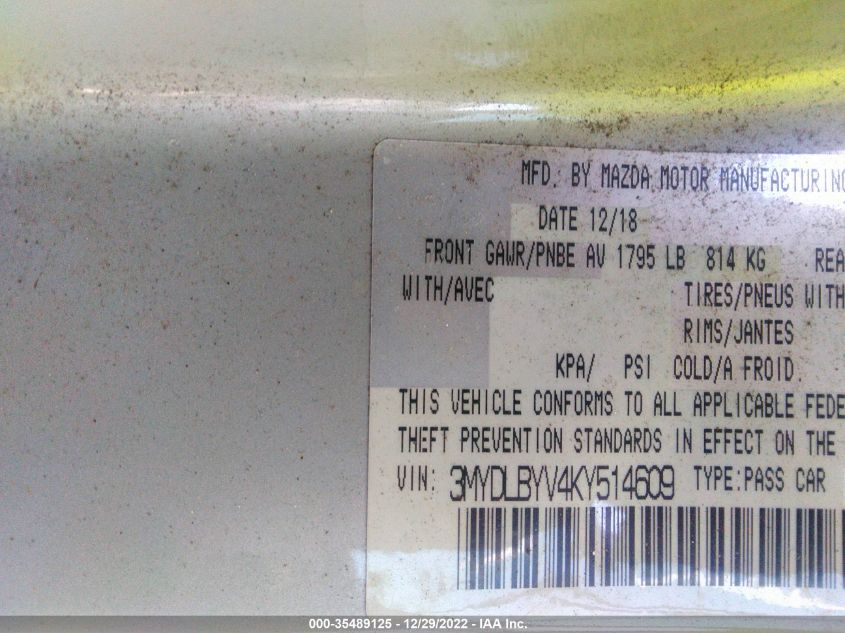 MFD. BY MAZDA MOTOR MANUFACTURING
DATE 12/18
FRONT GAWR/PNBE AV 1795 LB 814 KG REA
WITH/AVEC TIRES/PNEUS WITH
RIMS/JANTES
KPA/ PSI COLD/A FROID.
THIS VEHICLE CONFORMS TO ALL APPLICABLE FEDE
THEFT PREVENTION STANDARDS IN EFFECT ON THE
VIN: 3MYDLBYV4KY514609 TYPE:PASS CAR
000-35489125 - 12/29/2022 - IAA Inc.